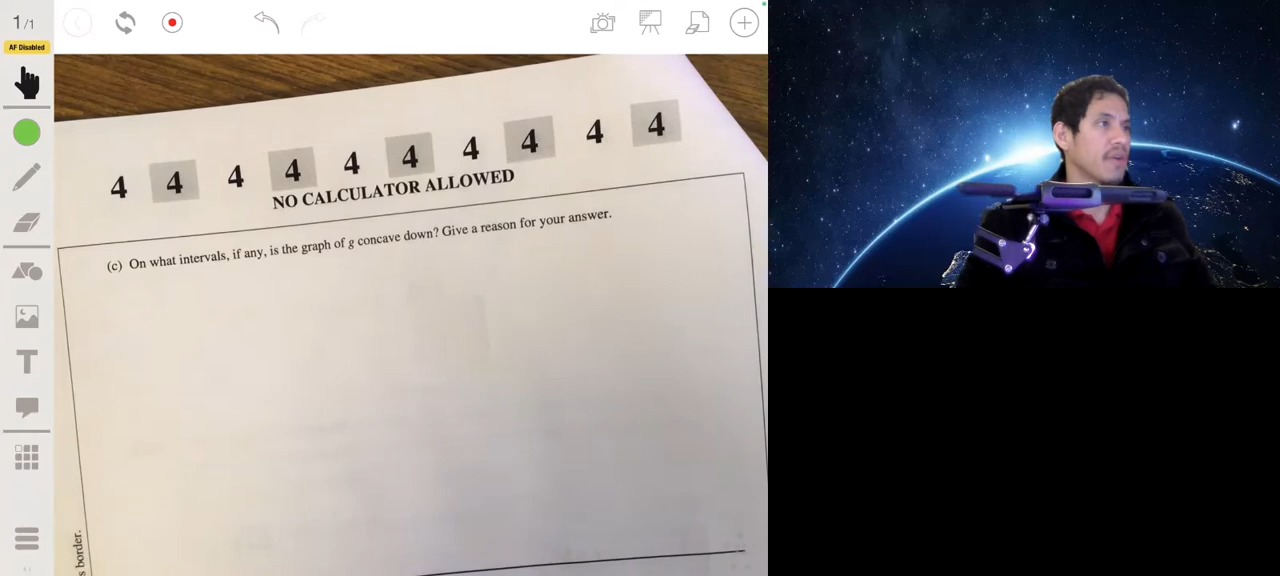 1/1
AF Disabled
4 4 4 4 4 4 4 4 4 4
NO CALCULATOR ALLOWED
(c) On what intervals, if any, is the graph of g concave down? Give a reason for your answer.
s border.
T